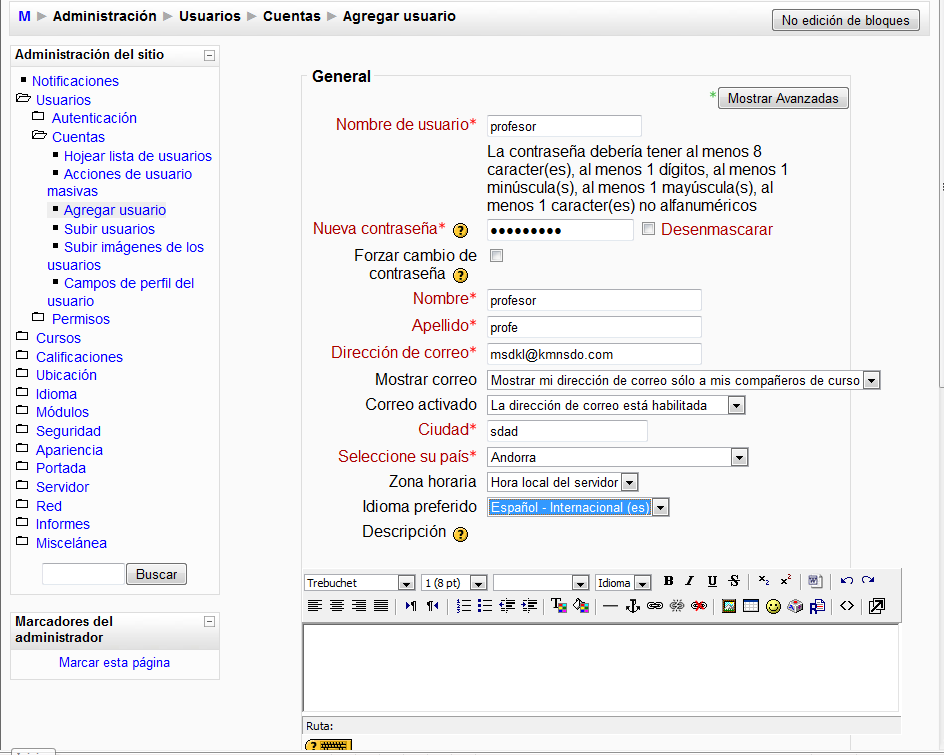 M ► Administración ► Usuarios ► Cuentas ► Agregar usuario
No edición de bloques
Administración del sitio
Notificaciones
Usuarios
Autenticación
Cuentas
Hojear lista de usuarios
Acciones de usuario
masivas
Agregar usuario
Subir usuarios
Subir imágenes de los
usuarios
Campos de perfil del
usuario
Permisos
Cursos
Calificaciones
Ubicación
Idioma
Módulos
Seguridad
Apariencia
Portada
Servidor
Red
Informes
Miscelánea
Buscar
Marcadores del
administrador
Marcar esta página
General
* Mostrar Avanzadas
Nombre de usuario* profesor
La contraseña debería tener al menos 8
caracter(es), al menos 1 dígitos, al menos 1
minúscula(s), al menos 1 mayúscula(s), al
menos 1 caracter(es) no alfanuméricos
Nueva contraseña* ? ●●●●●●●●● Desenmascarar
Forzar cambio de
contraseña ?
Nombre* profesor
Apellido* profe
Dirección de correo* msdkl@kmnsdo.com
Mostrar correo Mostrar mi dirección de correo sólo a mis compañeros de curso
Correo activado La dirección de correo está habilitada
Ciudad* sdad
Seleccione su país* Andorra
Zona horaria Hora local del servidor
Idioma preferido Español - Internacional (es)
Descripción ?
Trebuchet 1 (8 pt) Idioma B I U S x₂ x²
Ruta:
?